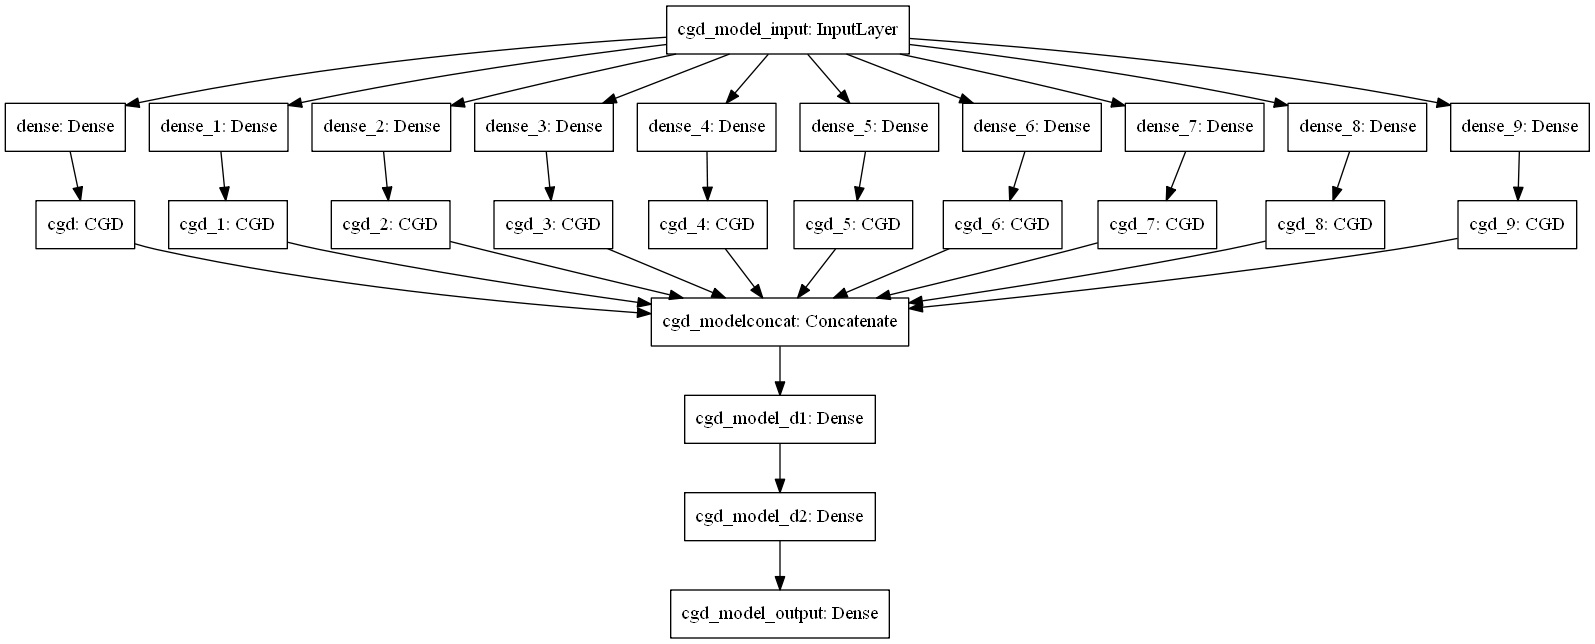 cgd_model_input: InputLayer
dense: Dense
dense_1: Dense
dense_2: Dense
dense_3: Dense
dense_4: Dense
dense_5: Dense
dense_6: Dense
dense_7: Dense
dense_8: Dense
dense_9: Dense
cgd: CGD
cgd_1: CGD
cgd_2: CGD
cgd_3: CGD
cgd_4: CGD
cgd_5: CGD
cgd_6: CGD
cgd_7: CGD
cgd_8: CGD
cgd_9: CGD
cgd_modelconcat: Concatenate
cgd_model_d1: Dense
cgd_model_d2: Dense
cgd_model_output: Dense